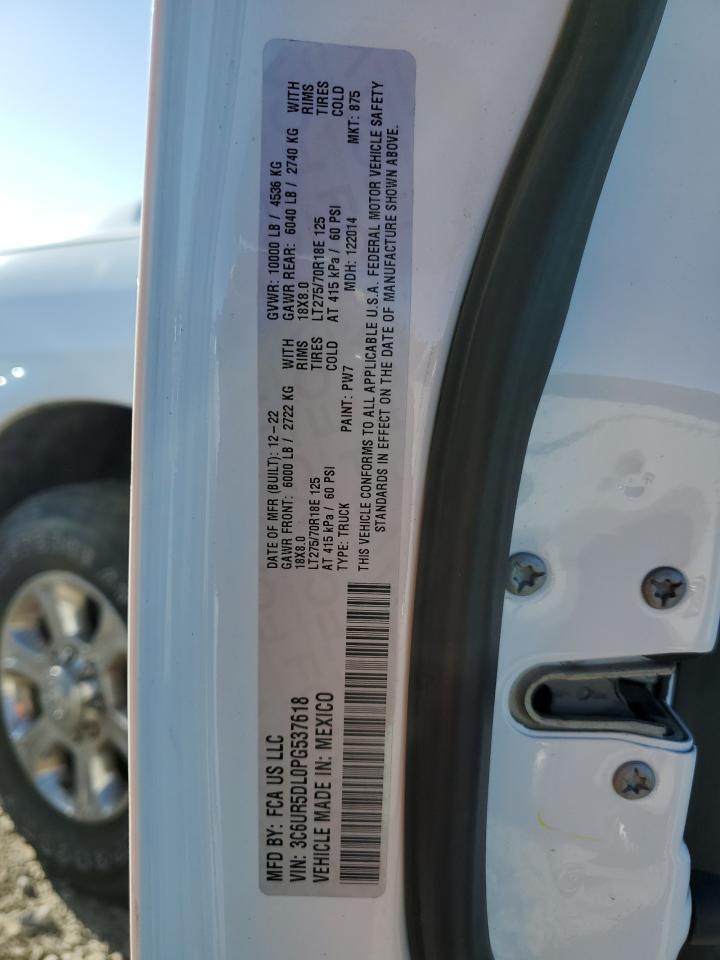 MFD BY: FCA US LLC
VIN: 3C6UR5DL0PG537618
VEHICLE MADE IN: MEXICO
DATE OF MFR (BUILT): 12-22 GVWR: 10000 LB / 4536 KG
GAWR FRONT: 6000 LB / 2722 KG WITH GAWR REAR: 6040 LB / 2740 KG WITH
18X8.0 RIMS 18X8.0 RIMS
LT275/70R18E 125 TIRES LT275/70R18E 125 TIRES
AT 415 kPa / 60 PSI COLD AT 415 kPa / 60 PSI COLD
TYPE: TRUCK PAINT: PW7 MDH: 122014 MKT: 875
THIS VEHICLE CONFORMS TO ALL APPLICABLE U.S.A. FEDERAL MOTOR VEHICLE SAFETY
STANDARDS IN EFFECT ON THE DATE OF MANUFACTURE SHOWN ABOVE.